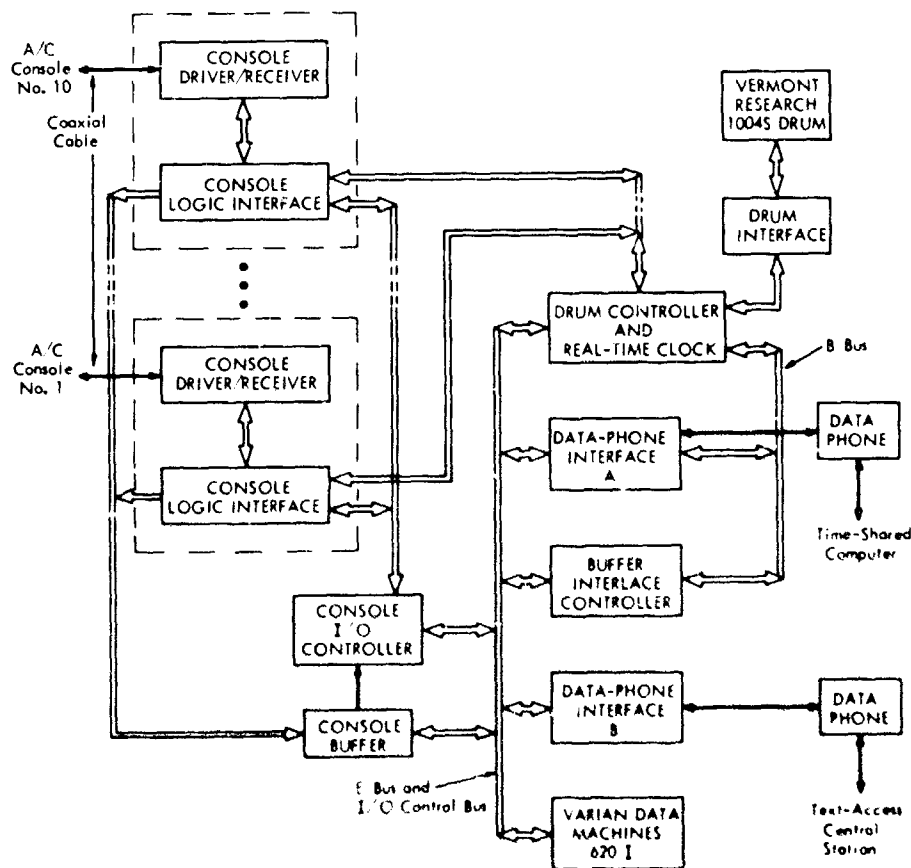 A/C
Console
No. 10
Coaxial
Cable
CONSOLE
DRIVER/RECEIVER
CONSOLE
LOGIC INTERFACE
VERMONT
RESEARCH
1004S DRUM
DRUM
INTERFACE
A/C
Console
No. 1
CONSOLE
DRIVER/RECEIVER
CONSOLE
LOGIC INTERFACE
DRUM CONTROLLER
AND
REAL-TIME CLOCK
B Bus
DATA-PHONE
INTERFACE
A
DATA
PHONE
Time-Shared
Computer
BUFFER
INTERLACE
CONTROLLER
CONSOLE
I/O
CONTROLLER
CONSOLE
BUFFER
DATA-PHONE
INTERFACE
B
DATA
PHONE
E Bus and
I/O Control Bus
VARIAN DATA
MACHINES
620 I
Text-Access
Central
Station